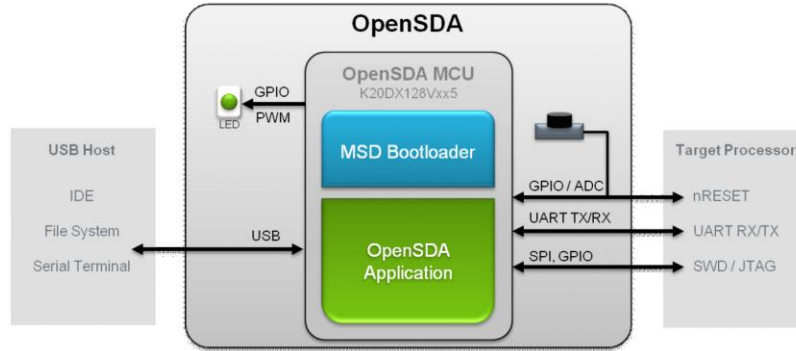 OpenSDA
OpenSDA MCU
K20DX128Vxx5
GPIO
PWM
LED
MSD Bootloader
USB Host
IDE
File System
Serial Terminal
USB
OpenSDA
Application
GPIO / ADC
UART TX/RX
SPI, GPIO
Target Processor
nRESET
UART RX/TX
SWD / JTAG